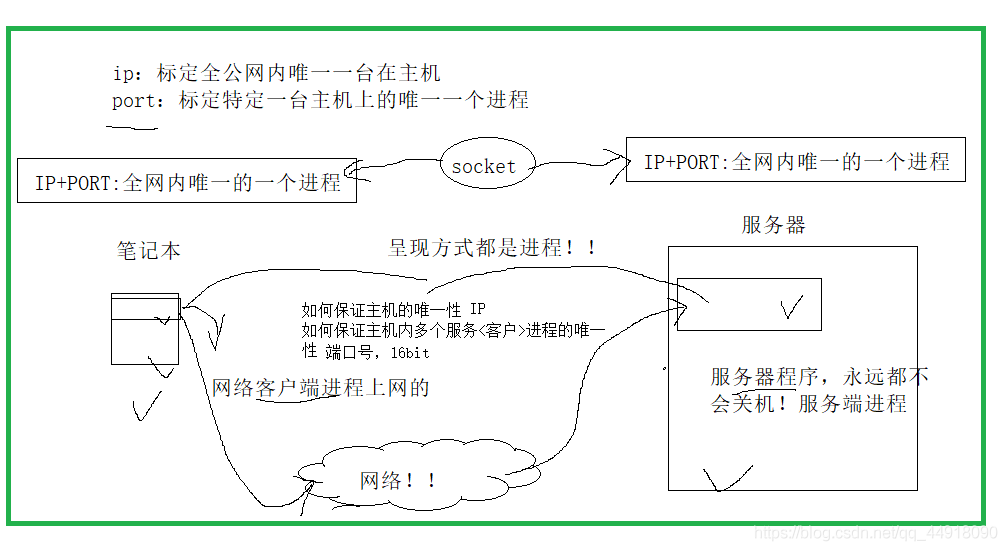 ip：标定全公网内唯一一台在主机
port：标定特定一台主机上的唯一一个进程
socket
IP+PORT:全网内唯一的一个进程
IP+PORT:全网内唯一的一个进程
笔记本
呈现方式都是进程！！
服务器
如何保证主机的唯一性 IP
如何保证主机内多个服务<客户>进程的唯一
性 端口号，16bit
网络客户端进程上网的
服务器程序，永远都不
会关机！服务端进程
网络！！
https://blog.csdn.net/qq_44918090